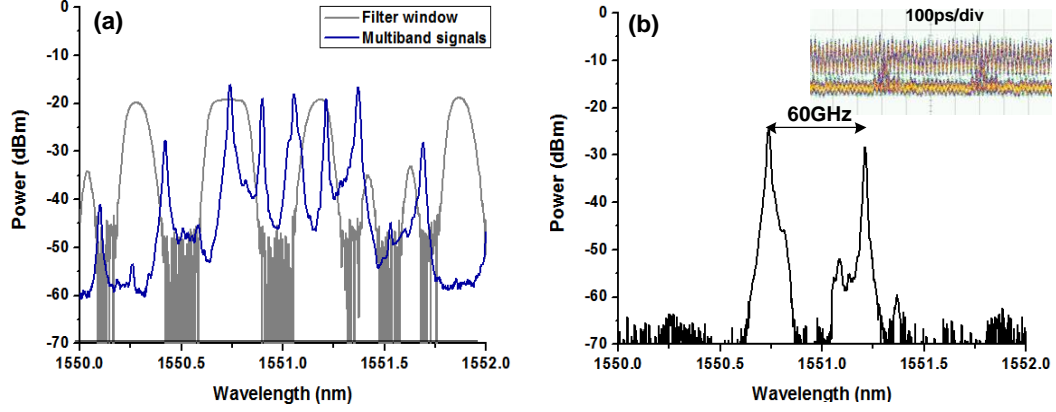 (a)
Filter window
Multiband signals
Power (dBm)
0
-10
-20
-30
-40
-50
-60
-70
1550.0
1550.5
1551.0
1551.5
1552.0
Wavelength (nm)
(b)
100ps/div
60GHz
Power (dBm)
0
-10
-20
-30
-40
-50
-60
-70
1550.0
1550.5
1551.0
1551.5
1552.0
Wavelength (nm)